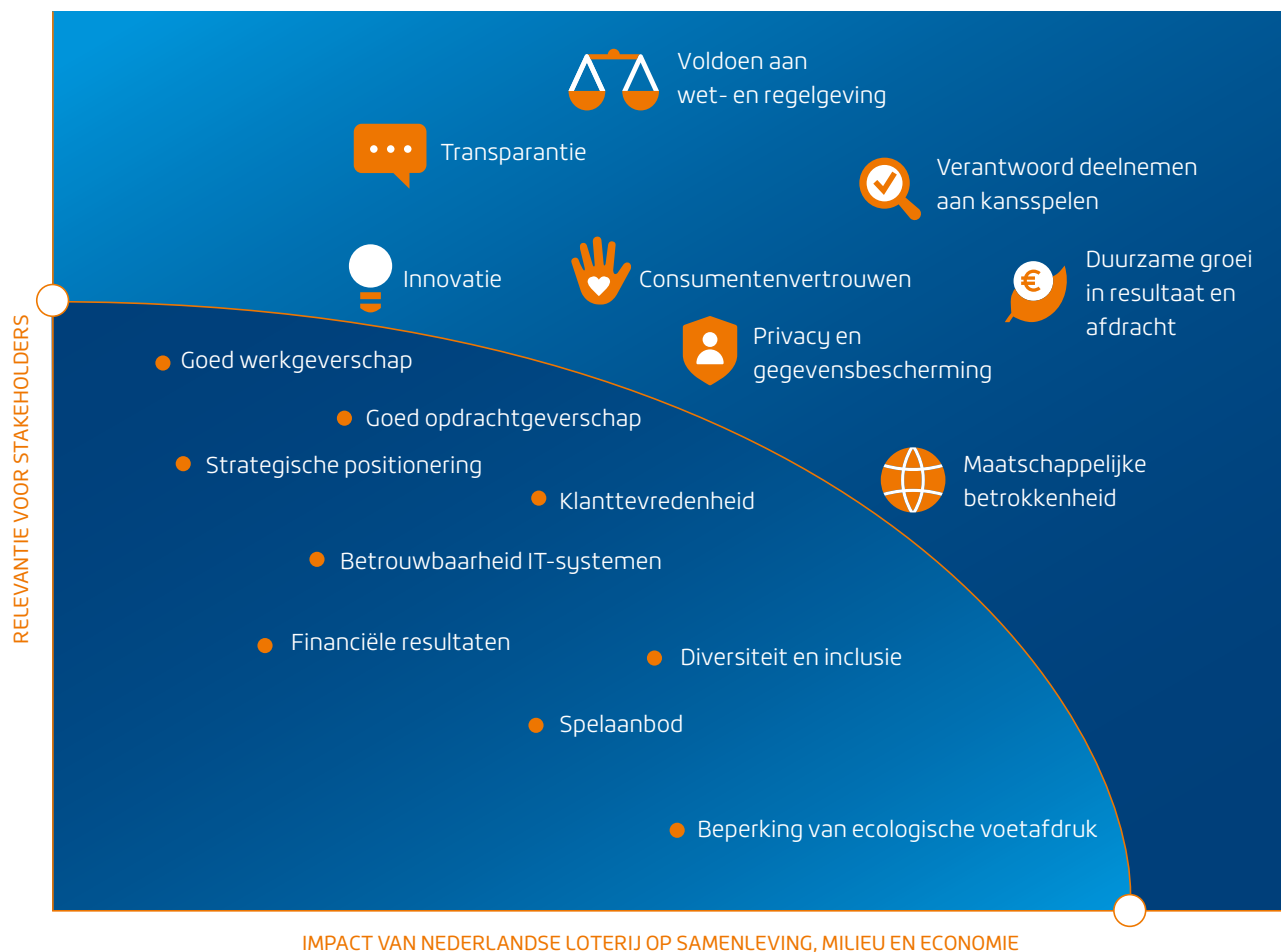 Voldoen aan
wet- en regelgeving
Transparantie
Verantwoord deelnemen
aan kansspelen
Innovatie
Consumentenvertrouwen
Duurzame groei
in resultaat en
afdracht
€
Privacy en
gegevensbescherming
Goed werkgeverschap
Goed opdrachtgeverschap
Strategische positionering
Maatschappelijke
betrokkenheid
Klanttevredenheid
Betrouwbaarheid IT-systemen
Financiële resultaten
Diversiteit en inclusie
Spelaanbod
Beperking van ecologische voetafdruk
RELEVANTIE VOOR STAKEHOLDERS
IMPACT VAN NEDERLANDSE LOTERIJ OP SAMENLEVING, MILIEU EN ECONOMIE